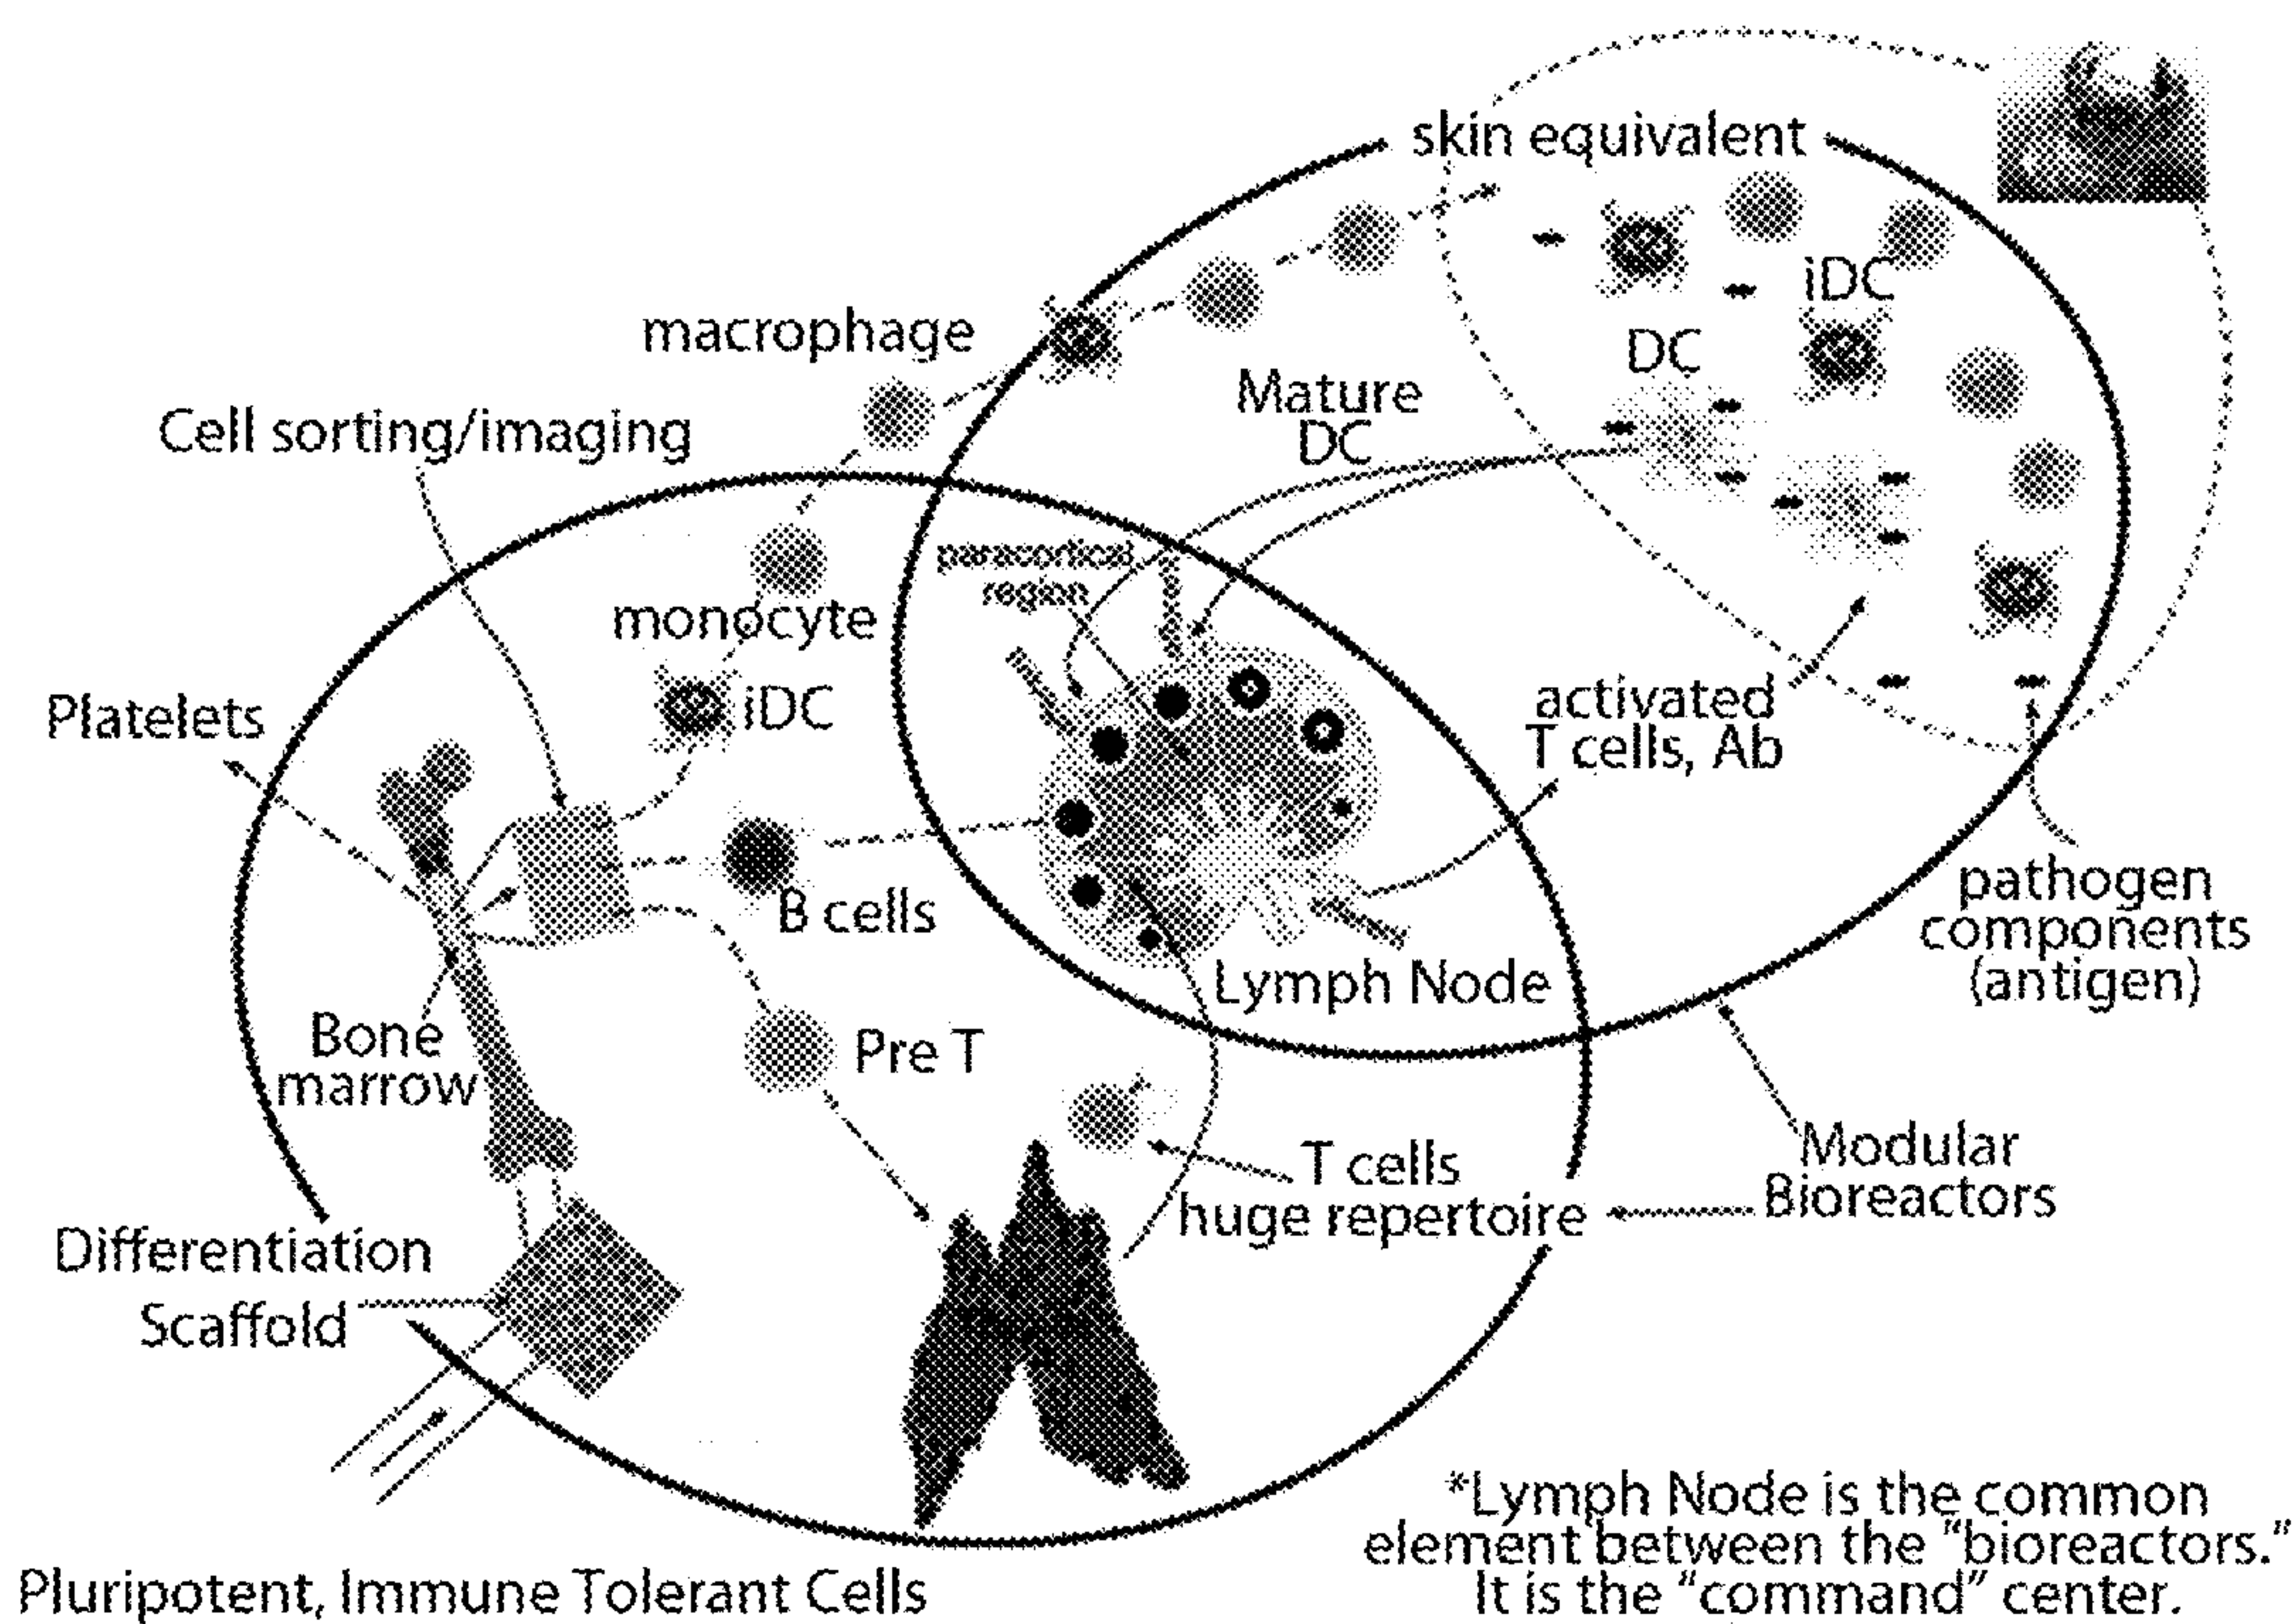 skin equivalent
iDC
macrophage
DC
Mature
DC
Cell sorting/imaging
paracortical
region
monocyte
Platelets
iDC
activated
T cells, Ab
B cells
pathogen
components
(antigen)
Lymph Node
Bone
marrow
Pre T
T cells
huge repertoire
Modular
Bioreactors
Differentiation
Scaffold
*Lymph Node is the common
element between the "bioreactors."
It is the "command" center.
Pluripotent, Immune Tolerant Cells